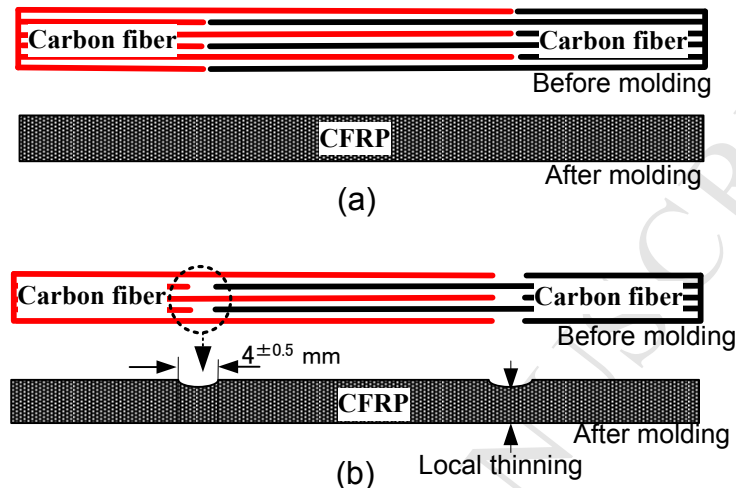 Carbon fiber Carbon fiber
Before molding
CFRP
After molding
(a)
Carbon fiber Carbon fiber
Before molding
4±0.5 mm
CFRP
After molding
Local thinning
(b)